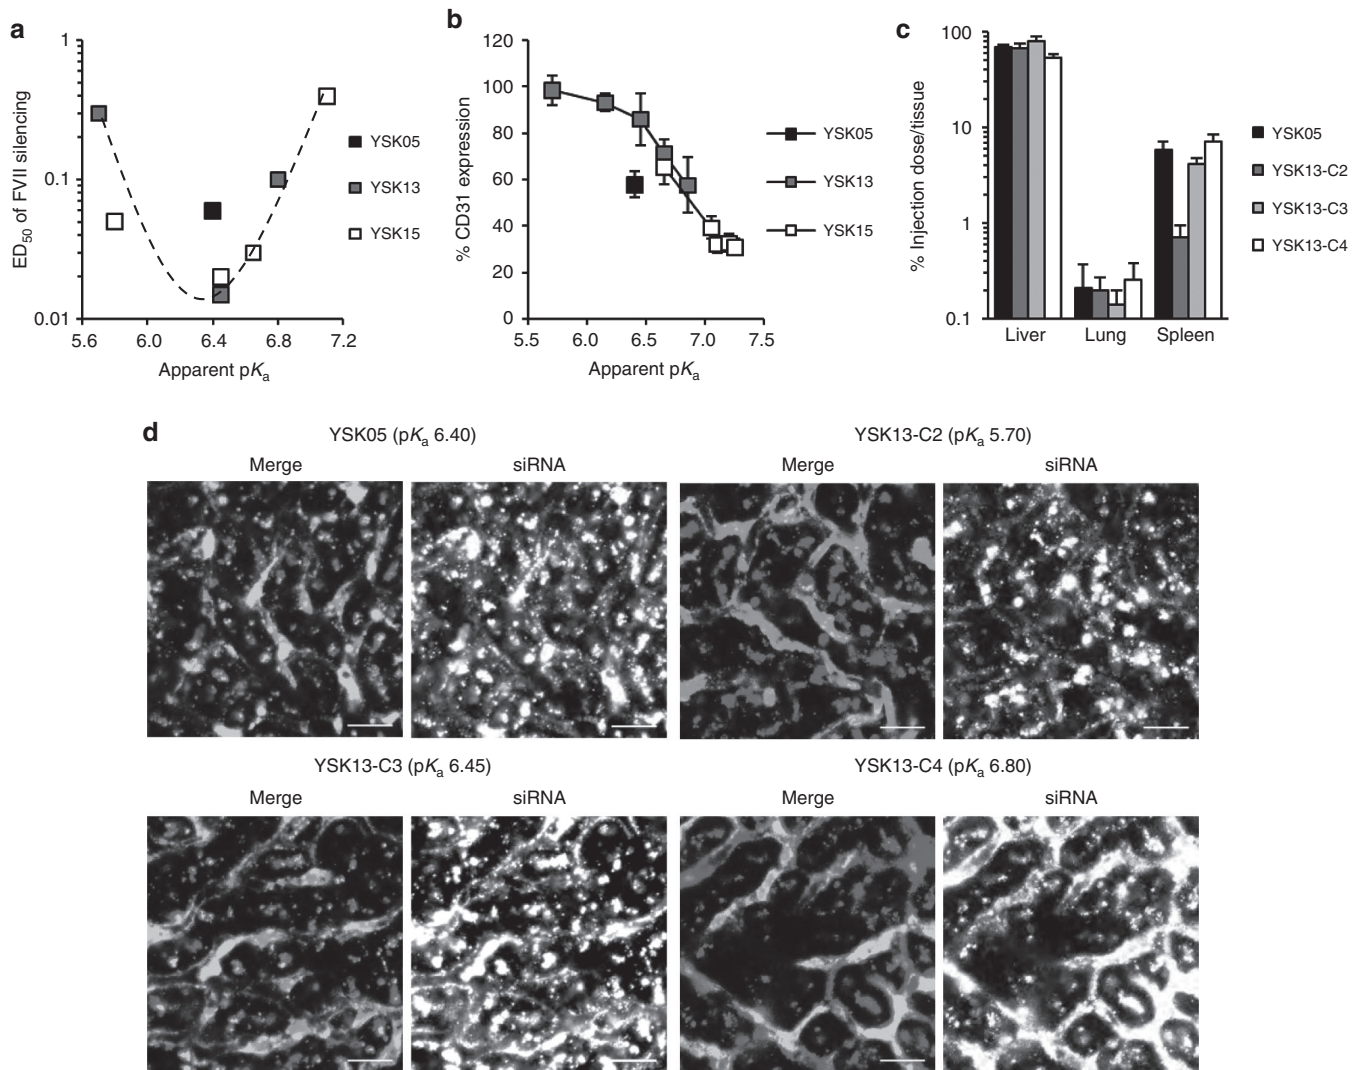 a
1
0.1
0.01
ED50 of FVII silencing
5.6 6.0 6.4 6.8 7.2
Apparent pKa
YSK05
YSK13
YSK15
b
120
100
80
60
40
20
0
% CD31 expression
5.5 6.0 6.5 7.0 7.5
Apparent pKa
YSK05
YSK13
YSK15
c
100
10
1
0.1
% Injection dose/tissue
Liver Lung Spleen
YSK05
YSK13-C2
YSK13-C3
YSK13-C4
d
YSK05 (pKa 6.40)
Merge siRNA
YSK13-C2 (pKa 5.70)
Merge siRNA
YSK13-C3 (pKa 6.45)
Merge siRNA
YSK13-C4 (pKa 6.80)
Merge siRNA